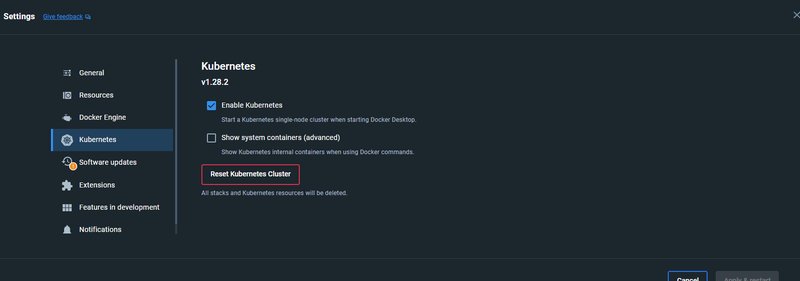 Settings
Give feedback
General
Resources
Docker Engine
Kubernetes
Software updates
Extensions
Features in development
Notifications
Kubernetes
v1.28.2
Enable Kubernetes
Start a Kubernetes single-node cluster when starting Docker Desktop.
Show system containers (advanced)
Show Kubernetes internal containers when using Docker commands.
Reset Kubernetes Cluster
All stacks and Kubernetes resources will be deleted.
Cancel
Apply & restart